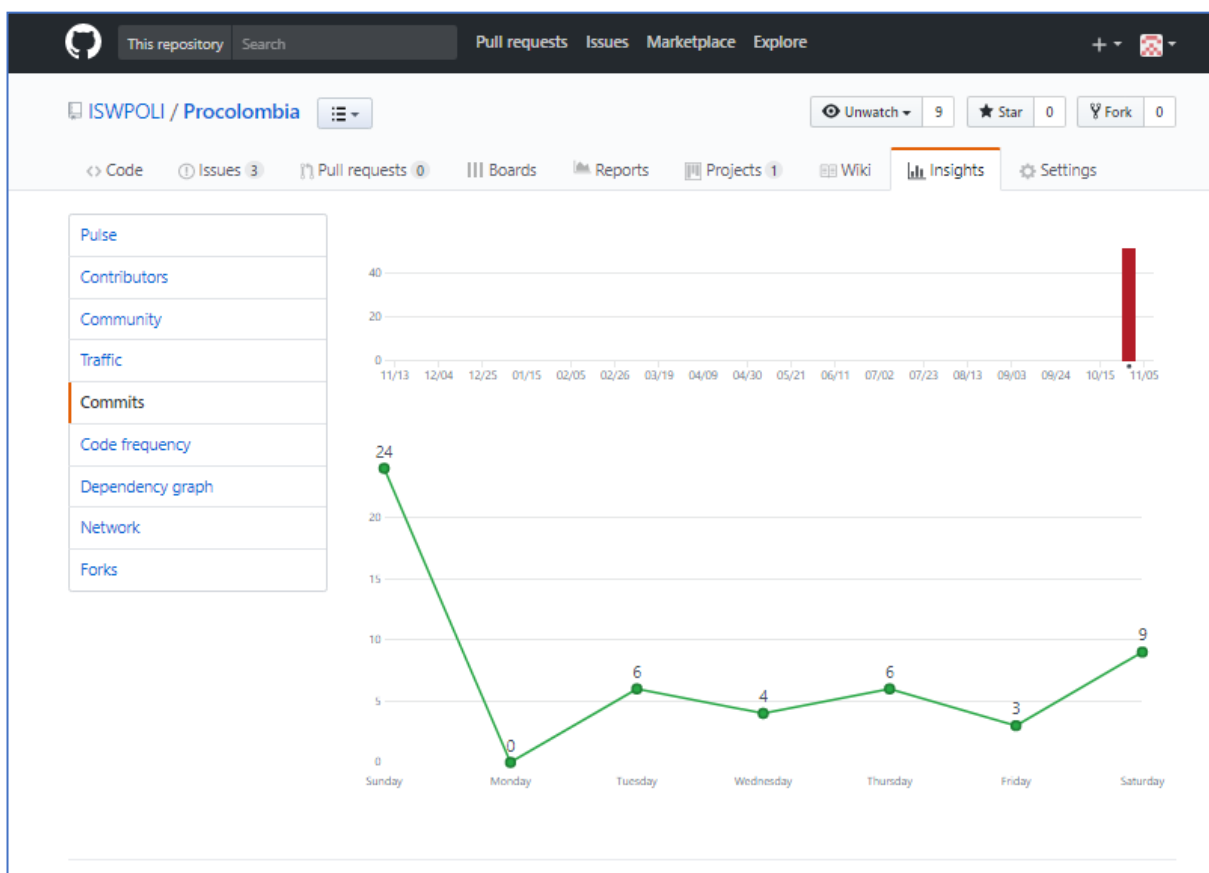 This repository Search Pull requests Issues Marketplace Explore
ISWPOLI / Procolombia Unwatch 9 Star 0 Fork 0
Code Issues 3 Pull requests 0 Boards Reports Projects 1 Wiki Insights Settings
Pulse
Contributors
Community
Traffic
Commits
Code frequency
Dependency graph
Network
Forks
40
20
0
11/13 12/04 12/25 01/15 02/05 02/26 03/19 04/09 04/30 05/21 06/11 07/02 07/23 08/13 09/03 09/24 10/15 11/05
24
20
15
10
9
6
6
5
4
3
0
0
Sunday Monday Tuesday Wednesday Thursday Friday Saturday